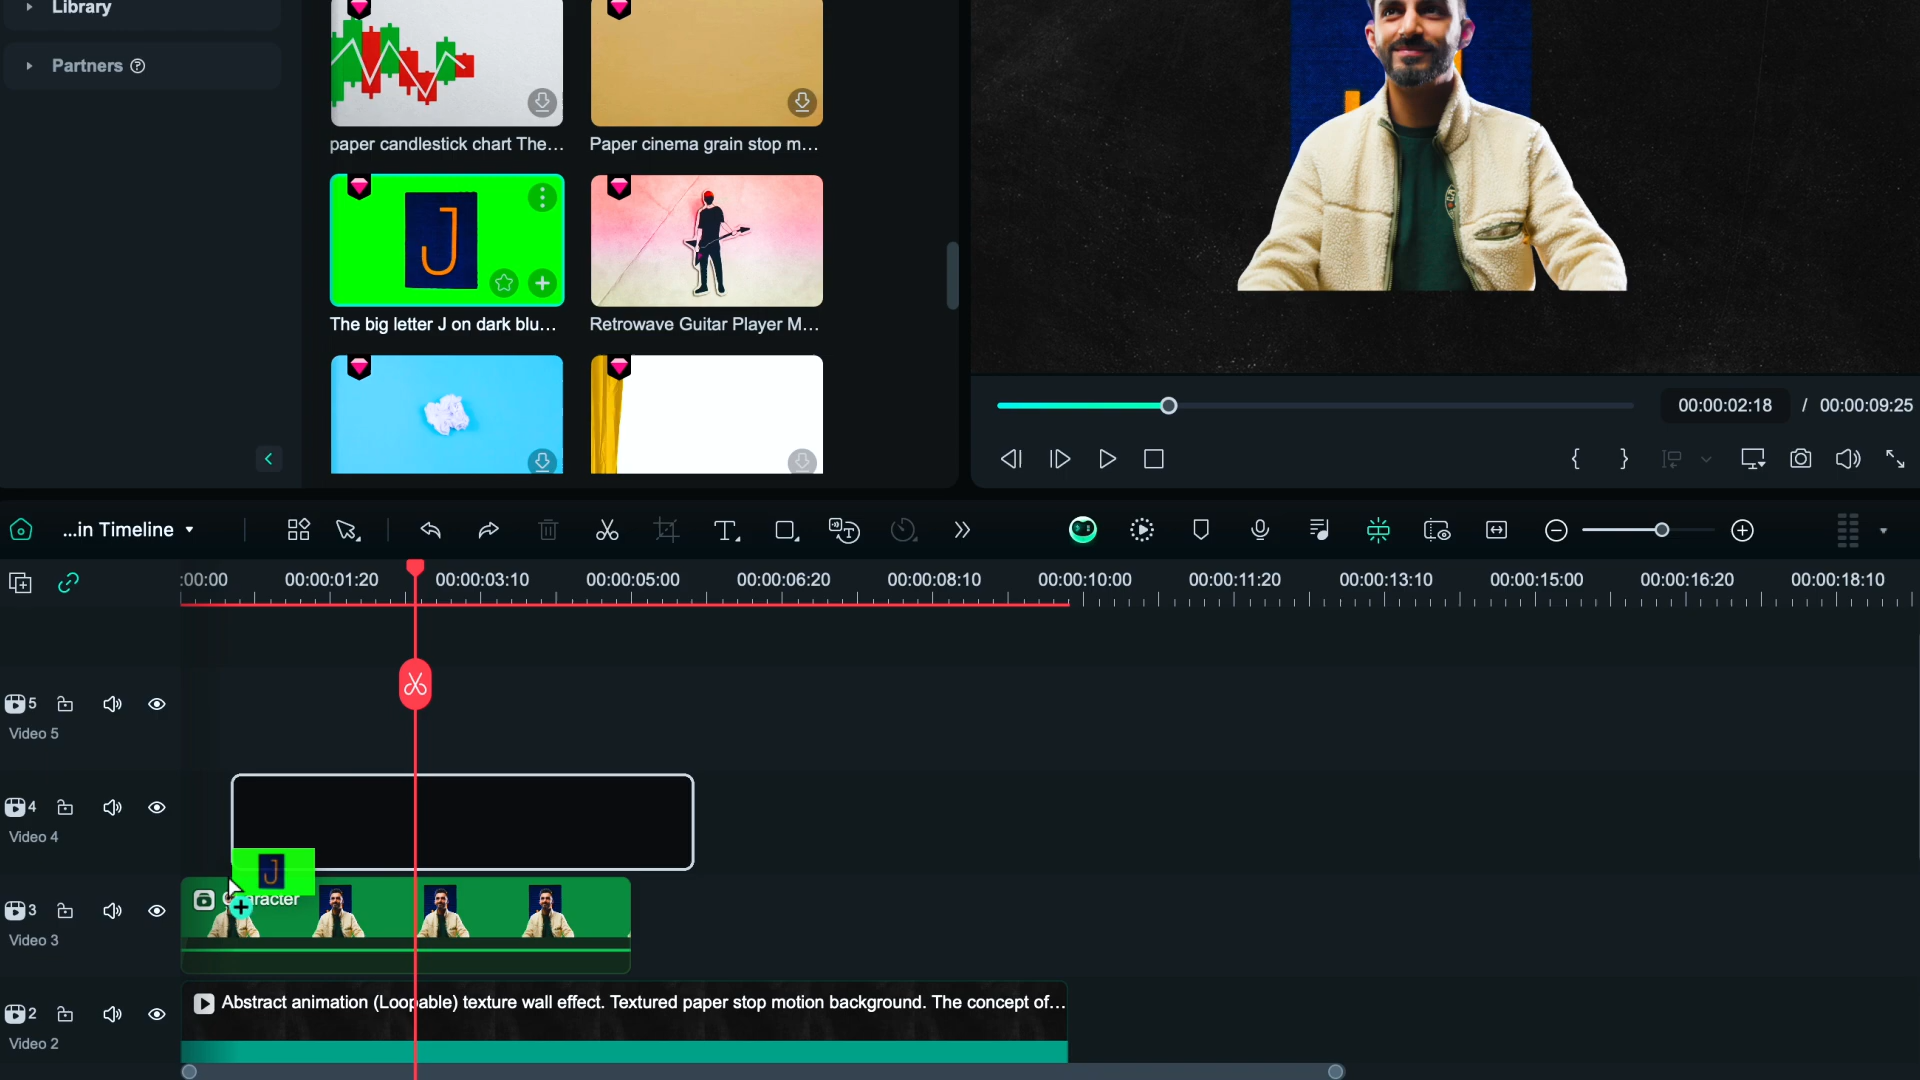 Library
Partners
paper candlestick chart The...
Paper cinema grain stop m...
J
The big letter J on dark blu...
Retrowave Guitar Player M...
00:00:02:18 / 00:00:09:25
...in Timeline
:00:00 00:00:01:20 00:00:03:10 00:00:05:00 00:00:06:20 00:00:08:10 00:00:10:00 00:00:11:20 00:00:13:10 00:00:15:00 00:00:16:20 00:00:18:10
5
Video 5
4
Video 4
J
Character
3
Video 3
Abstract animation (Loopable) texture wall effect. Textured paper stop motion background. The concept of...
2
Video 2